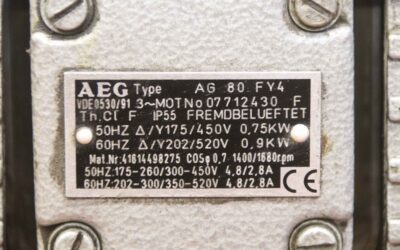 AEG Type AG 80 FY4
VDE0530/91 3~MOT No 07712430 F
Th.Cl F IP55 FREMDBELUEFTET
50HZ Δ/Y175/450V 0,75KW
60HZ Δ/Y202/520V 0,9KW
Mat.Nr.41614498275 COSφ 0,7 1400/1680rpm
50HZ:175-260/300-450V 4,8/2,8A
60HZ:202-300/350-520V 4,8/2,8A CE